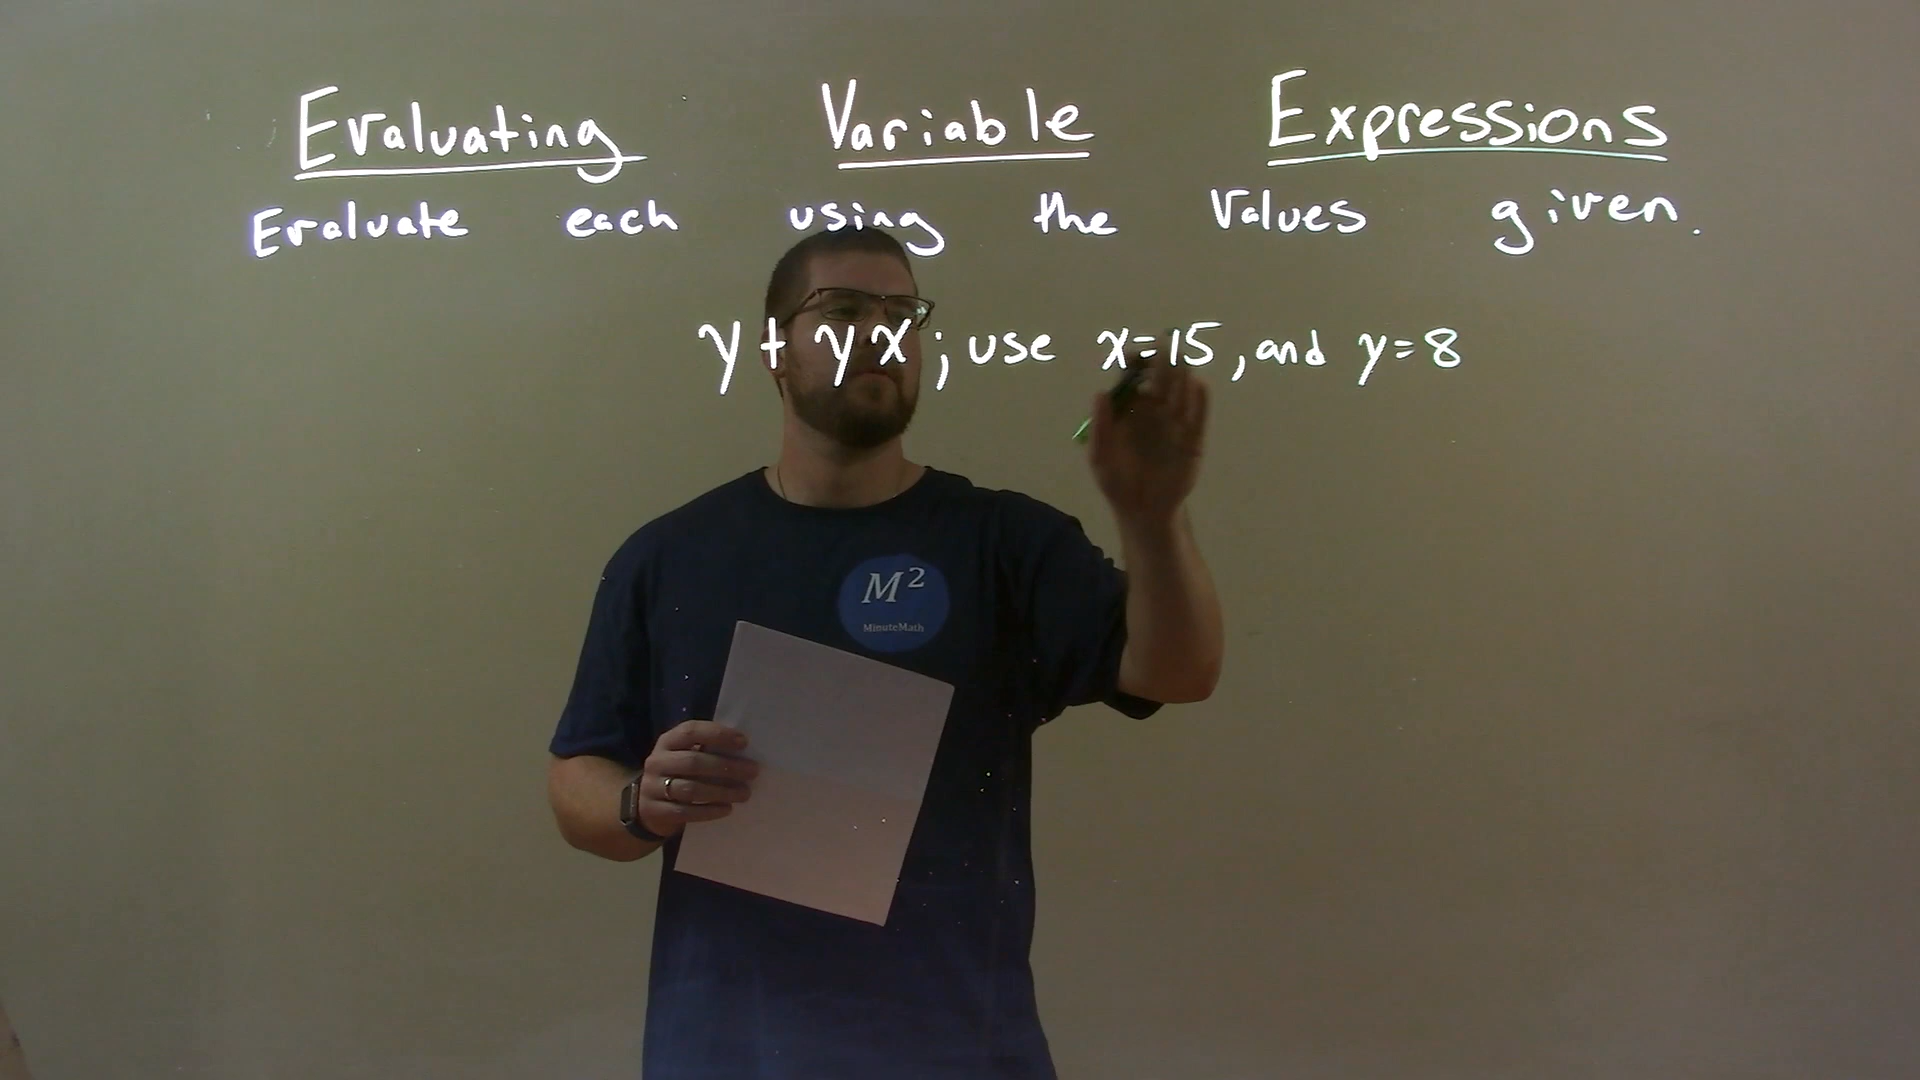 Evaluating Variable Expressions
Evaluate each using the values given.
y + yx ; use x=15, and y=8
M²
MinuteMath